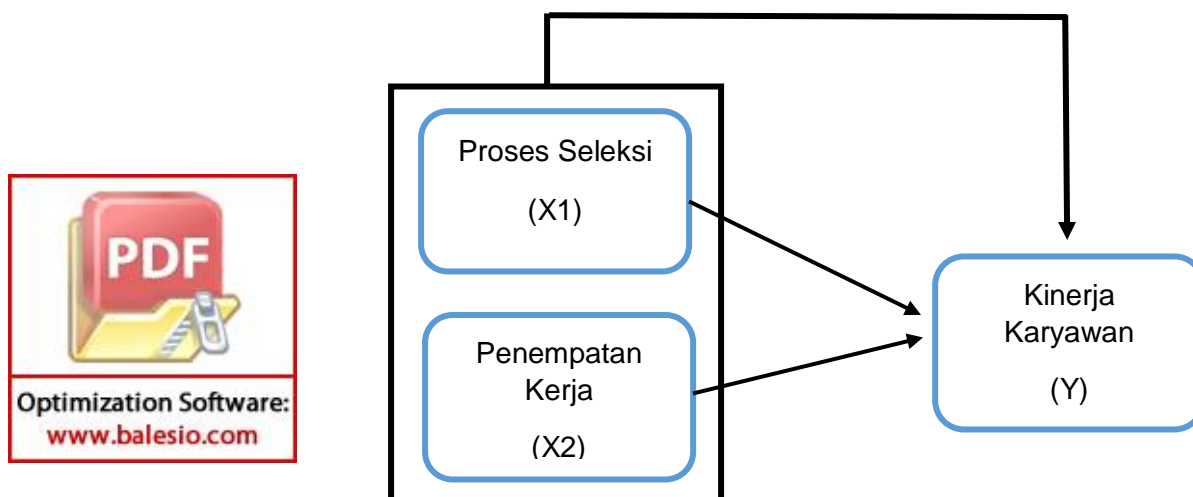 Proses Seleksi
(X1)
Penempatan
Kerja
(X2)
Kinerja
Karyawan
(Y)
PDF
Optimization Software:
www.balesio.com